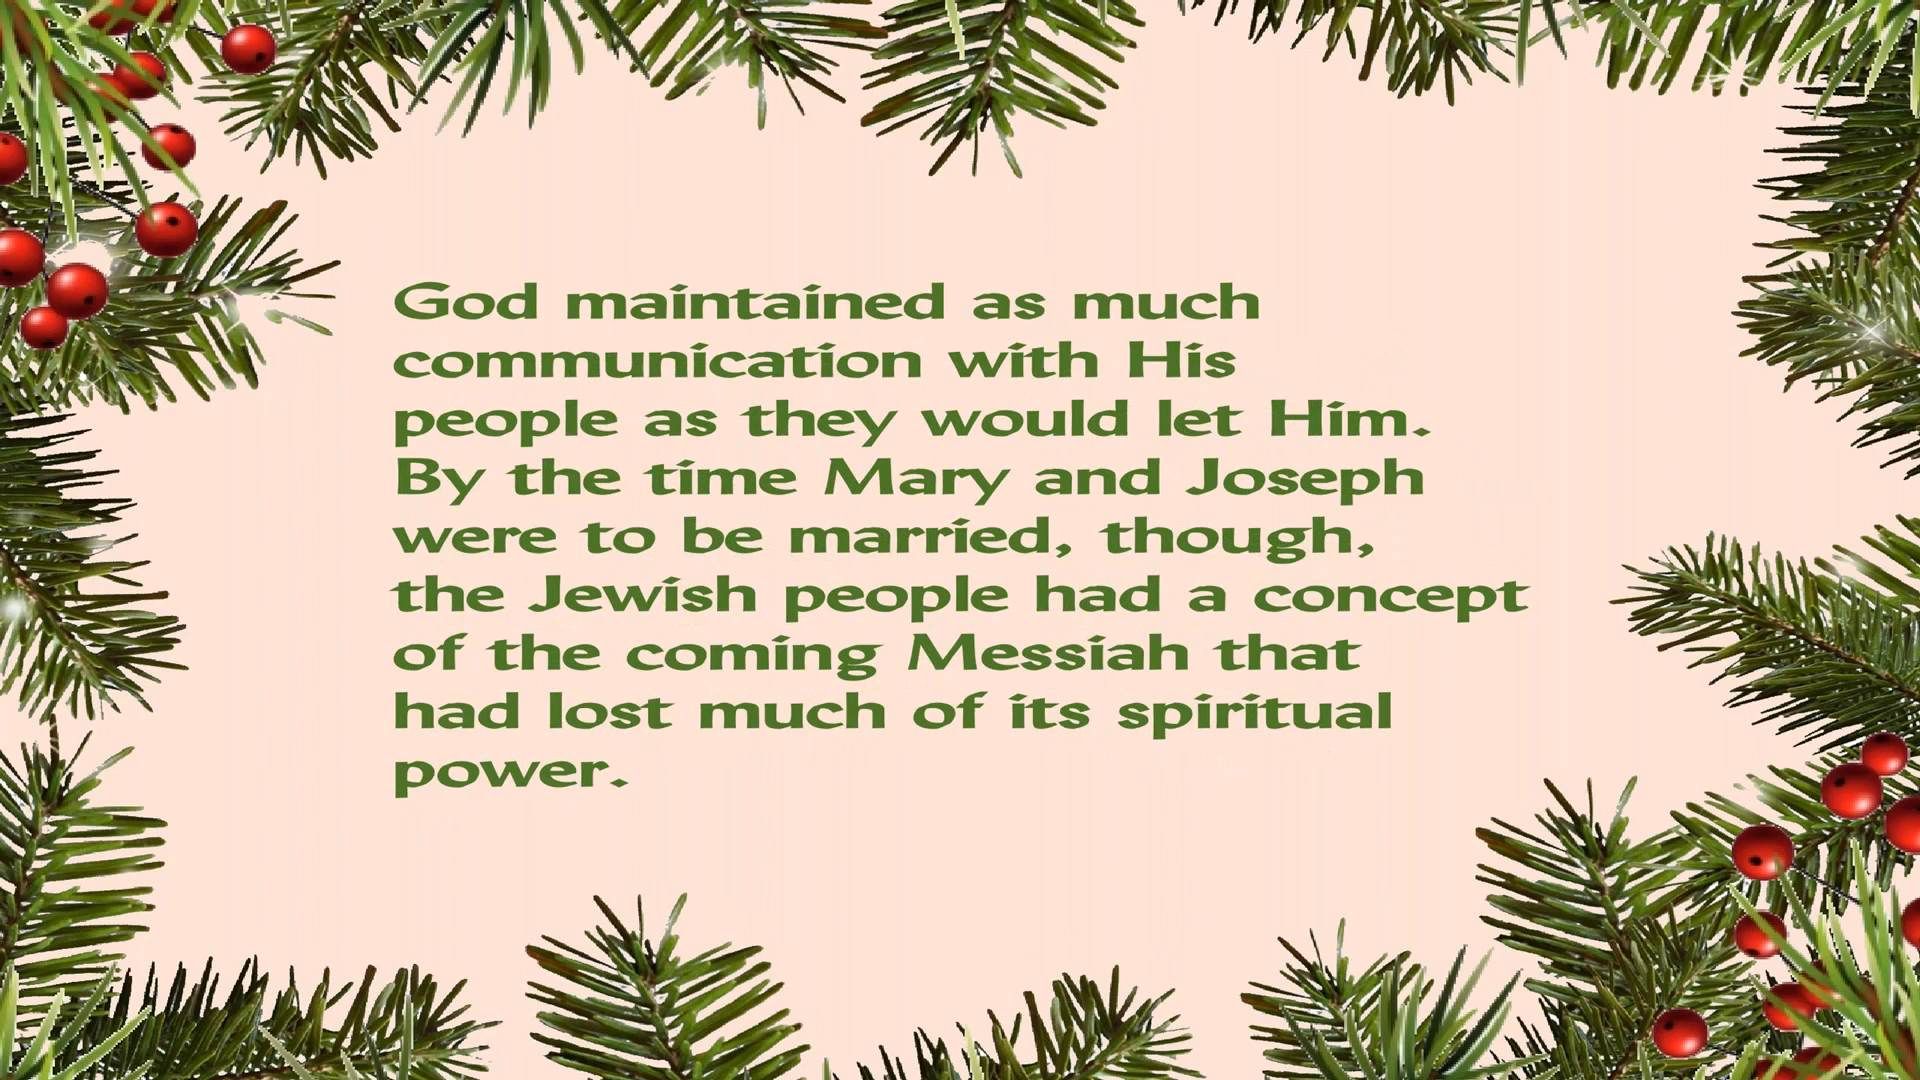 God maintained as much
communication with His
people as they would let Him.
By the time Mary and Joseph
were to be married, though,
the Jewish people had a concept
of the coming Messiah that
had lost much of its spiritual
power.